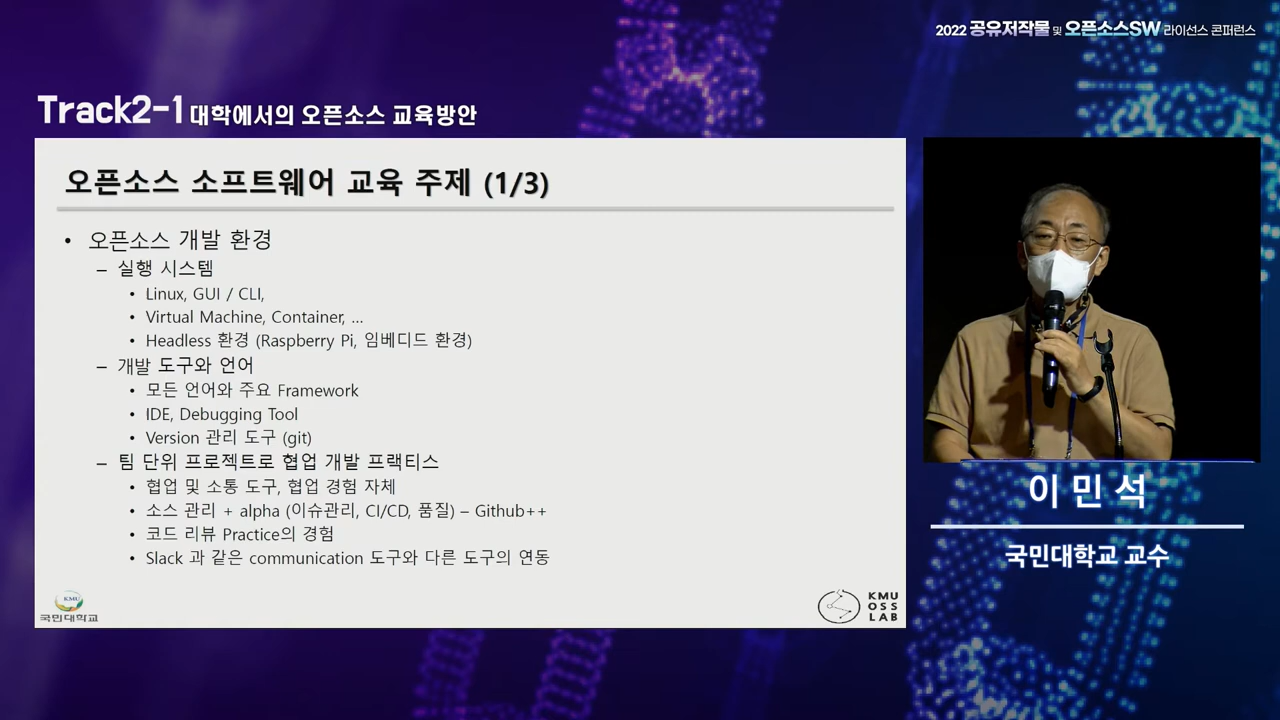 2022 공유저작물 및 오픈소스SW 라이선스 콘퍼런스
Track2-1 대학에서의 오픈소스 교육방안
오픈소스 소프트웨어 교육 주제 (1/3)
• 오픈소스 개발 환경
– 실행 시스템
• Linux, GUI / CLI,
• Virtual Machine, Container, ...
• Headless 환경 (Raspberry Pi, 임베디드 환경)
– 개발 도구와 언어
• 모든 언어와 주요 Framework
• IDE, Debugging Tool
• Version 관리 도구 (git)
– 팀 단위 프로젝트로 협업 개발 프랙티스
• 협업 및 소통 도구, 협업 경험 자체
• 소스 관리 + alpha (이슈관리, CI/CD, 품질) – Github++
• 코드 리뷰 Practice의 경험
• Slack 과 같은 communication 도구와 다른 도구의 연동
KMU
국민대학교
KMU
OSS
LAB
이민석
국민대학교 교수